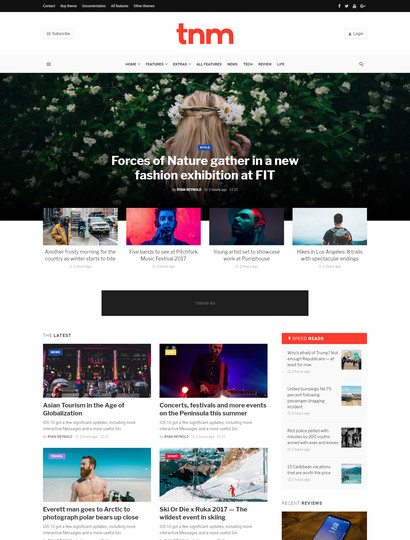 Contact Buy theme Documentation All features Other themes
Subscribe
tnm
Login
HOME FEATURES EXTRAS ALL FEATURES NEWS TECH REVIEW LIFE
STYLE
Forces of Nature gather in a new
fashion exhibition at FIT
By RYAN REYNOLD 2 hours ago
Another frosty morning for the
country as winter starts to bite
2 hours ago
Five bands to see at Pitchfork
Music Festival 2017
2 hours ago
Young artist set to showcase
work at Pumphouse
2 hours ago
Hikes in Los Angeles: 8 trails
with spectacular endings
2 hours ago
THE LATEST
NEWS
Asian Tourism in the Age of
Globalization
iOS 10 got a few significant updates, including more
interactive Messages and a more useful Siri.
By RYAN REYNOLD 2 hours ago
Concerts, festivals and more events
on the Peninsula this summer
iOS 10 got a few significant updates, including more
interactive Messages and a more useful Siri.
By RYAN REYNOLD 2 hours ago
TRAVEL
Everett man goes to Arctic to
photograph polar bears up close
iOS 10 got a few significant updates, including more
interactive Messages and a more useful Siri.
SPORT
Ski Or Die x Ruka 2017 — The
wildest event in skiing
iOS 10 got a few significant updates, including more
interactive Messages and a more useful Siri.
SPEED READS
Who's afraid of Trump? Not
enough Republicans — at
least for now
2 hours ago
United bumpings fell 79
percent following
passenger-dragging
incident
2 hours ago
Riot police pelted with
missiles by 200 youths
armed with axes and knives
2 hours ago
15 Caribbean vacations
that are worth the price
2 hours ago
RECENT REVIEWS